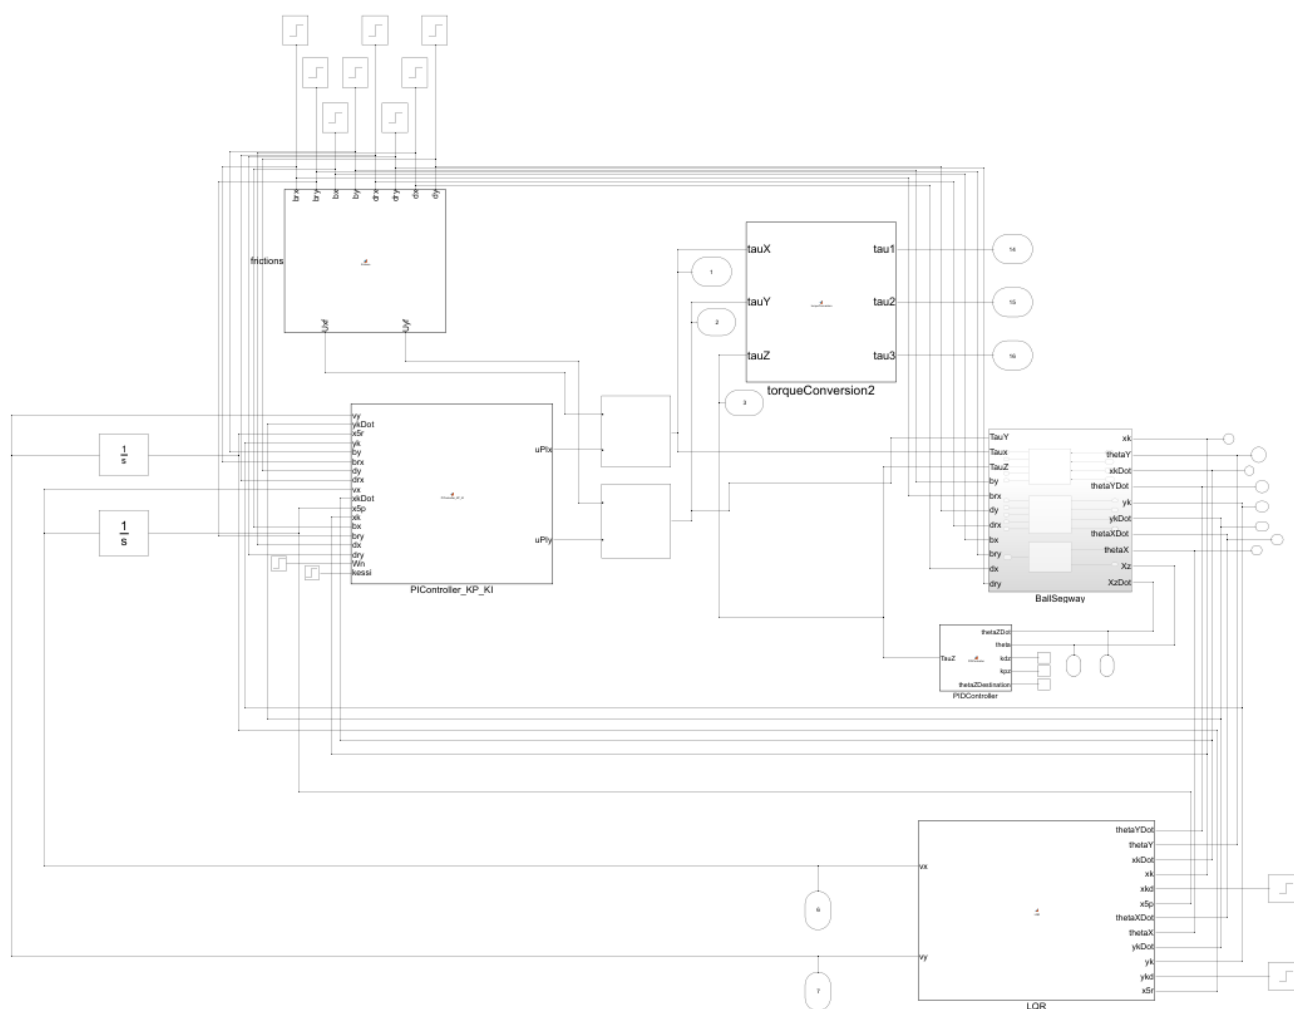 brx
bry
bx
by
drx
dry
dx
dy
frictions
Uxf
Uyf
tauX
tauY
tauZ
tau1
tau2
tau3
torqueConversion2
1
2
3
14
15
16
1
s
1
s
vy
ykDot
x5r
yk
by
brx
dy
drx
vx
xkDot
x5p
xk
bx
bry
dx
dry
Wn
kessi
uPIx
uPIy
PIController_KP_KI
TauY
Taux
TauZ
by
brx
dy
drx
bx
bry
dx
dry
xk
thetaY
xkDot
thetaYDot
yk
ykDot
thetaXDot
thetaX
Xz
XzDot
BallSegway
TauZ
thetaZDot
theta
kdz
kpz
thetaZDestination
PIDController
vx
vy
6
7
thetaYDot
thetaY
xkDot
xk
xkd
x5p
thetaXDot
thetaX
ykDot
yk
ykd
x5r
LQR